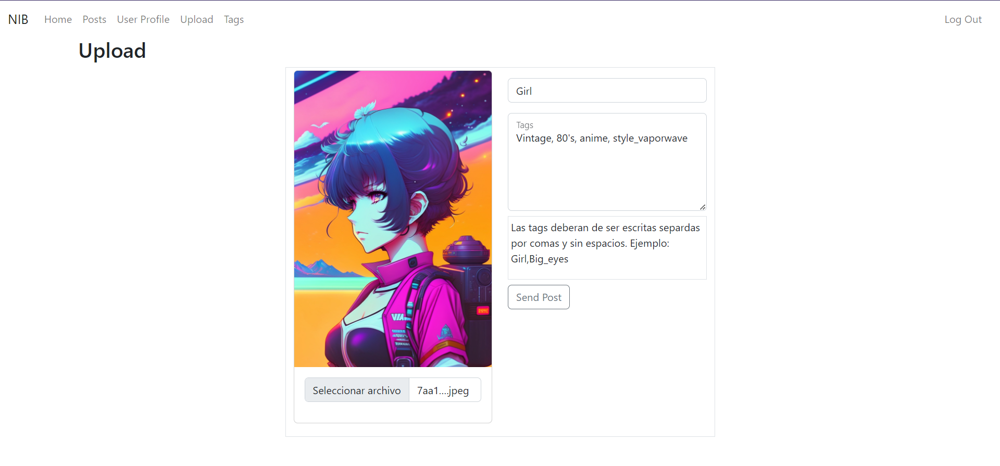 NIB Home Posts User Profile Upload Tags Log Out
Upload
Girl
Tags
Vintage, 80's, anime, style_vaporwave
Las tags deberan de ser escritas separdas
por comas y sin espacios. Ejemplo:
Girl,Big_eyes
Send Post
Seleccionar archivo 7aa1....jpeg